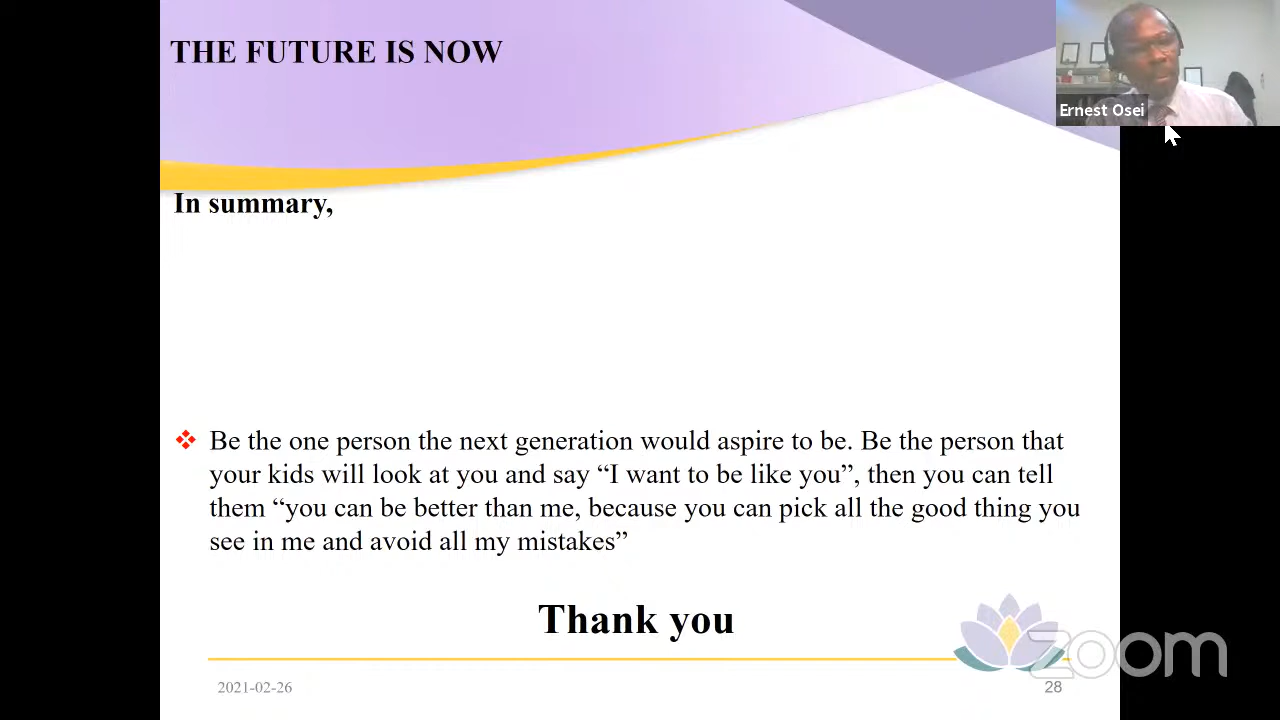 THE FUTURE IS NOW
Ernest Osei
In summary,
❖ Be the one person the next generation would aspire to be. Be the person that
your kids will look at you and say “I want to be like you”, then you can tell
them “you can be better than me, because you can pick all the good thing you
see in me and avoid all my mistakes”
Thank you
zoom
2021-02-26
28